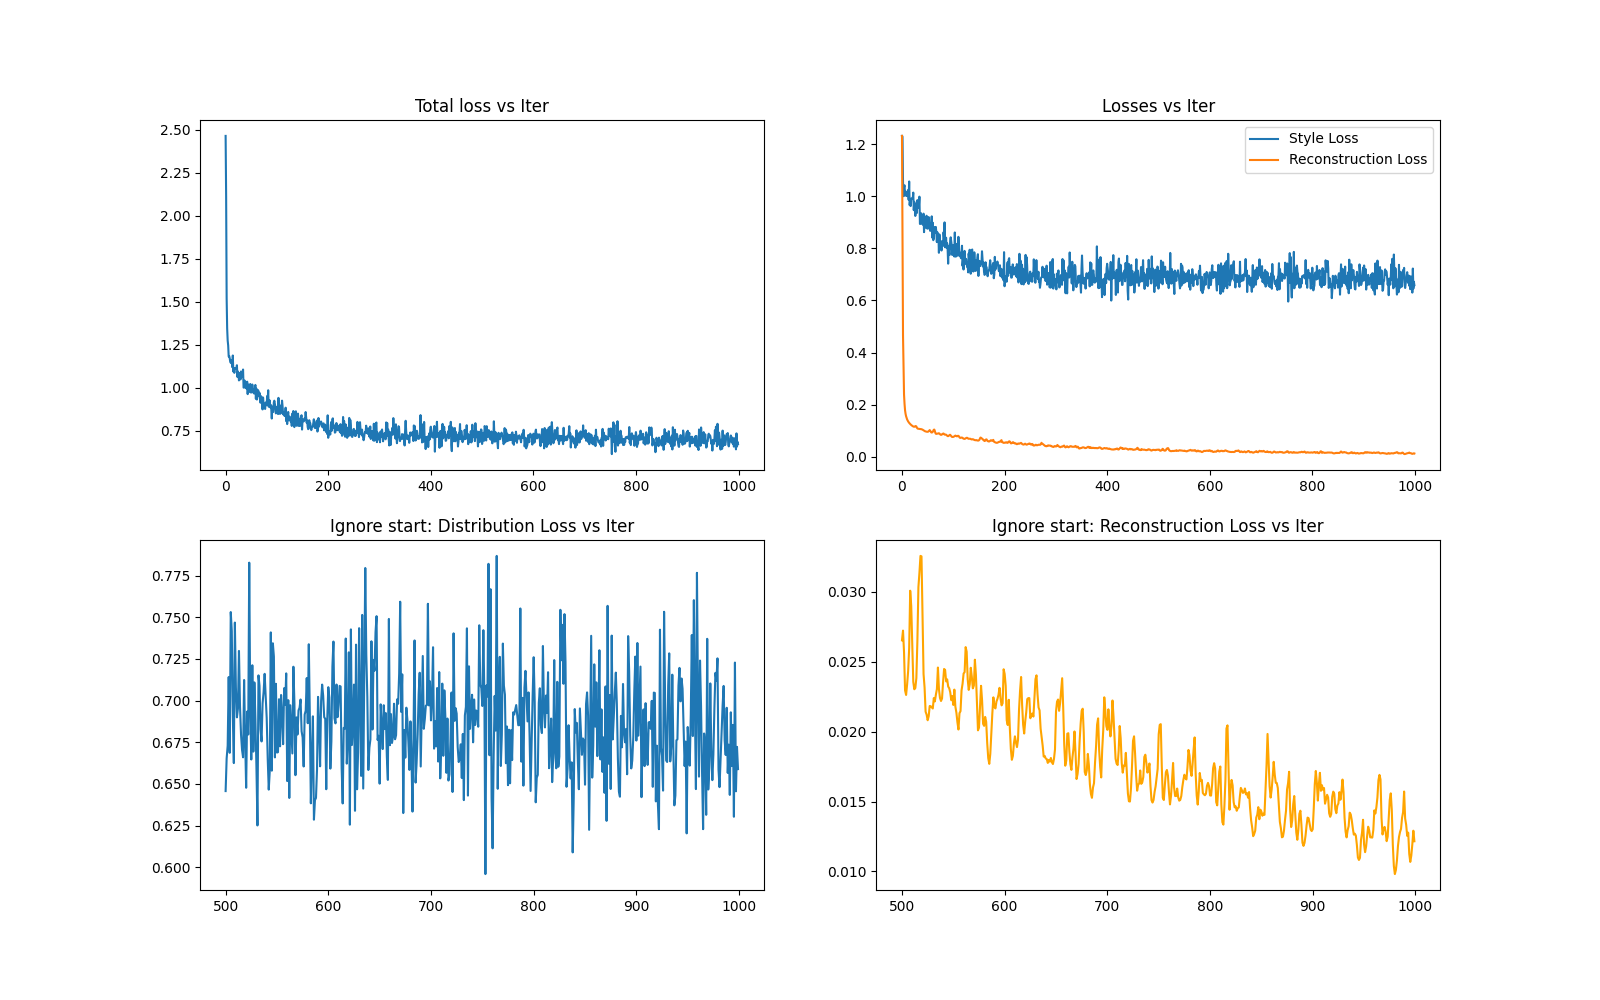 Total loss vs Iter
2.50
2.25
2.00
1.75
1.50
1.25
1.00
0.75
0 200 400 600 800 1000
Losses vs Iter
Style Loss
Reconstruction Loss
1.2
1.0
0.8
0.6
0.4
0.2
0.0
0 200 400 600 800 1000
Ignore start: Distribution Loss vs Iter
0.775
0.750
0.725
0.700
0.675
0.650
0.625
0.600
500 600 700 800 900 1000
Ignore start: Reconstruction Loss vs Iter
0.030
0.025
0.020
0.015
0.010
500 600 700 800 900 1000